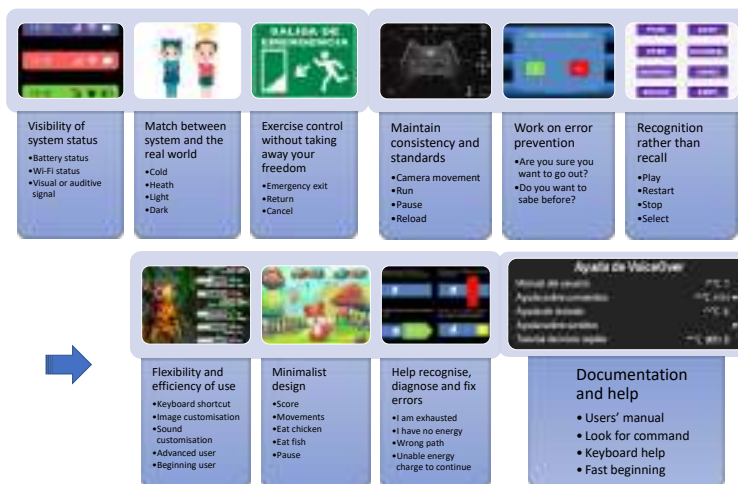 SALIDA DE
EMERGENCIA
Visibility of
system status
•Battery status
•Wi-Fi status
•Visual or auditive
signal
Match between
system and the
real world
•Cold
•Heath
•Light
•Dark
Exercise control
without taking
away your
freedom
•Emergency exit
•Return
•Cancel
Maintain
consistency and
standards
•Camera movement
•Run
•Pause
•Reload
Work on error
prevention
•Are you sure you
want to go out?
•Do you want to
sabe before?
Recognition
rather than
recall
•Play
•Restart
•Stop
•Select
Flexibility and
efficiency of use
•Keyboard shortcut
•Image customisation
•Sound
customisation
•Advanced user
•Beginning user
Minimalist
design
•Score
•Movements
•Eat chicken
•Eat fish
•Pause
Help recognise,
diagnose and fix
errors
•I am exhausted
•I have no energy
•Wrong path
•Unable energy
charge to continue
Ayuda de VoiceOver
Manual del usuario
Documentation
and help
• Users' manual
• Look for command
• Keyboard help
• Fast beginning